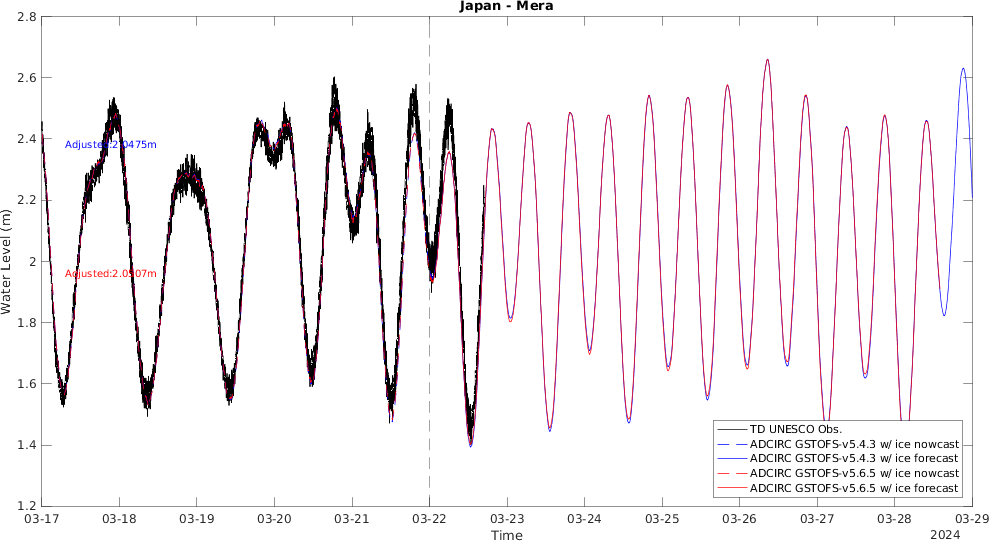 Japan - Mera
2.8
2.6
2.4
2.2
2
1.8
1.6
1.4
1.2
Water Level (m)
Adjusted:2.0475m
Adjusted:2.0507m
TD UNESCO Obs.
ADCIRC GSTOFS-v5.4.3 w/ ice nowcast
ADCIRC GSTOFS-v5.4.3 w/ ice forecast
ADCIRC GSTOFS-v5.6.5 w/ ice nowcast
ADCIRC GSTOFS-v5.6.5 w/ ice forecast
03-17 03-18 03-19 03-20 03-21 03-22 03-23 03-24 03-25 03-26 03-27 03-28 03-29
Time
2024